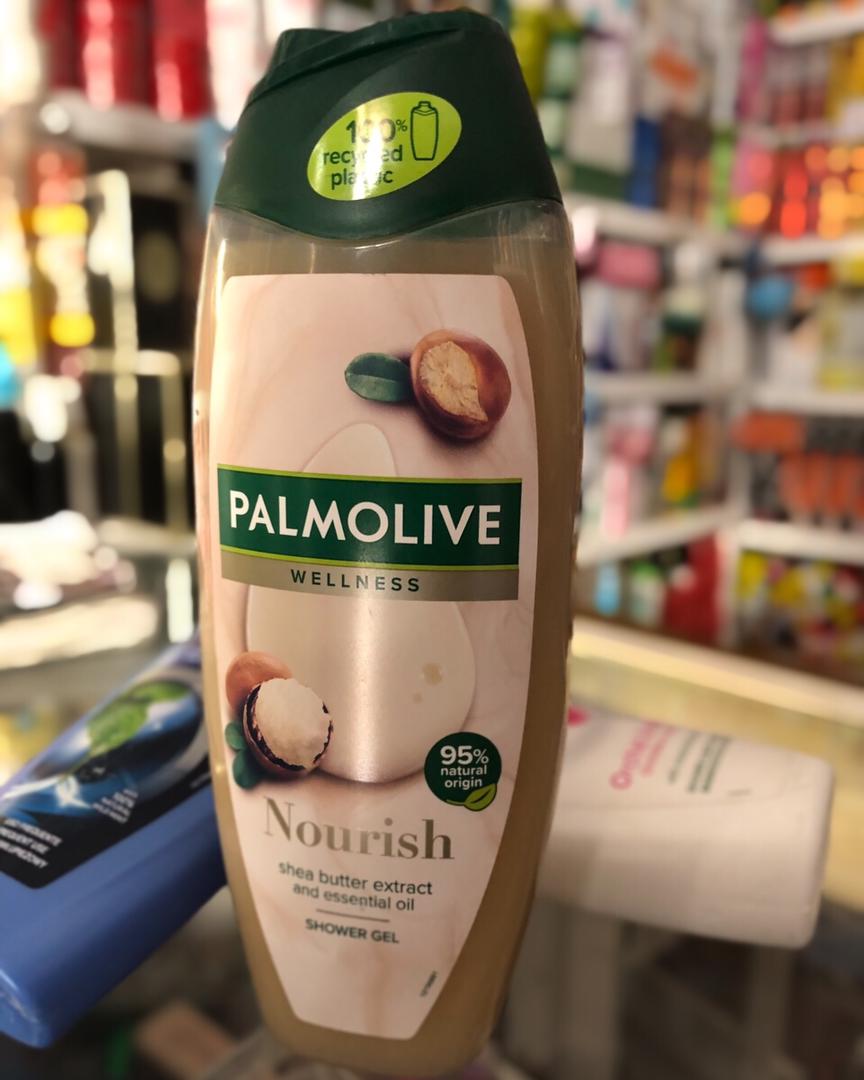 100%
recycled
plastic
PALMOLIVE
WELLNESS
95%
natural
origin
Nourish
shea butter extract
and essential oil
SHOWER GEL